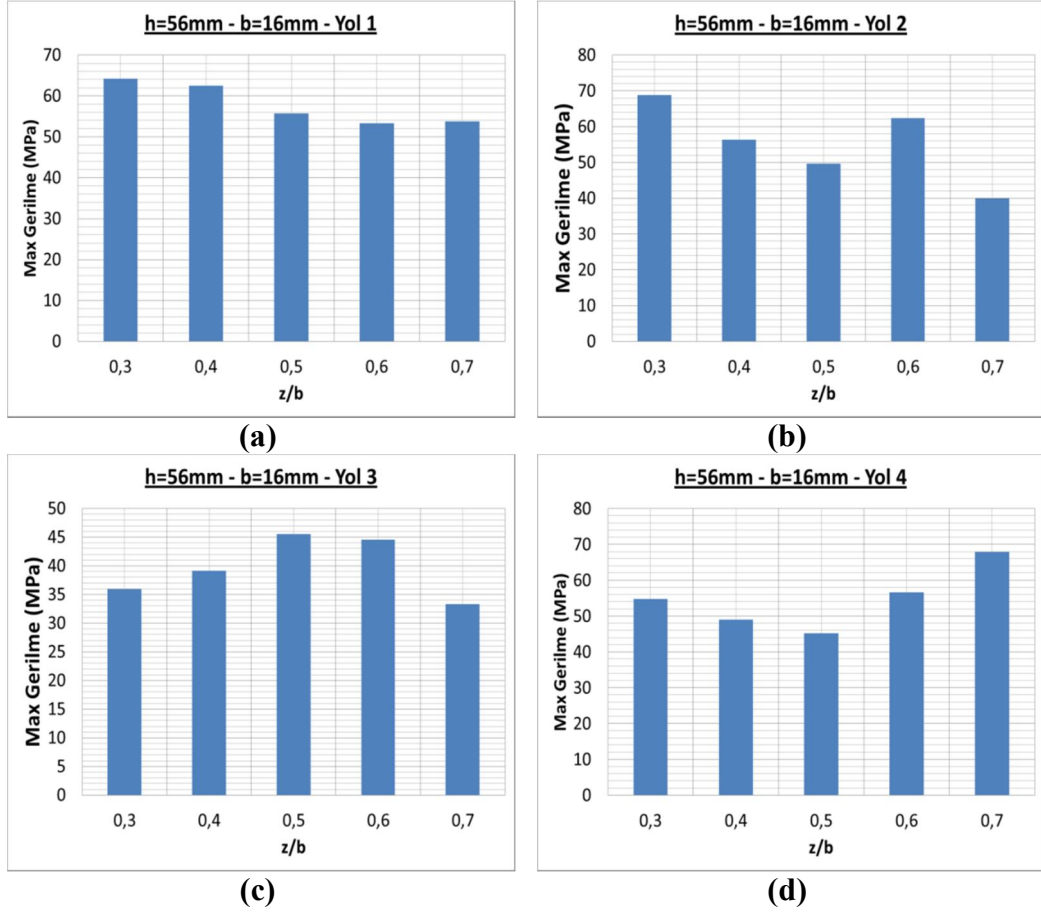 h=56mm - b=16mm - Yol 1
Max Gerilme (MPa)
70
60
50
40
30
20
10
0
0,3 0,4 0,5 0,6 0,7
z/b
(a)
h=56mm - b=16mm - Yol 2
Max Gerilme (MPa)
80
70
60
50
40
30
20
10
0
0,3 0,4 0,5 0,6 0,7
z/b
(b)
h=56mm - b=16mm - Yol 3
Max Gerilme (MPa)
50
45
40
35
30
25
20
15
10
5
0
0,3 0,4 0,5 0,6 0,7
z/b
(c)
h=56mm - b=16mm - Yol 4
Max Gerilme (MPa)
80
70
60
50
40
30
20
10
0
0,3 0,4 0,5 0,6 0,7
z/b
(d)